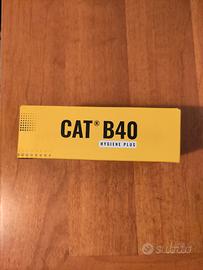 CAT® B40
HYGIENE PLUS
subito